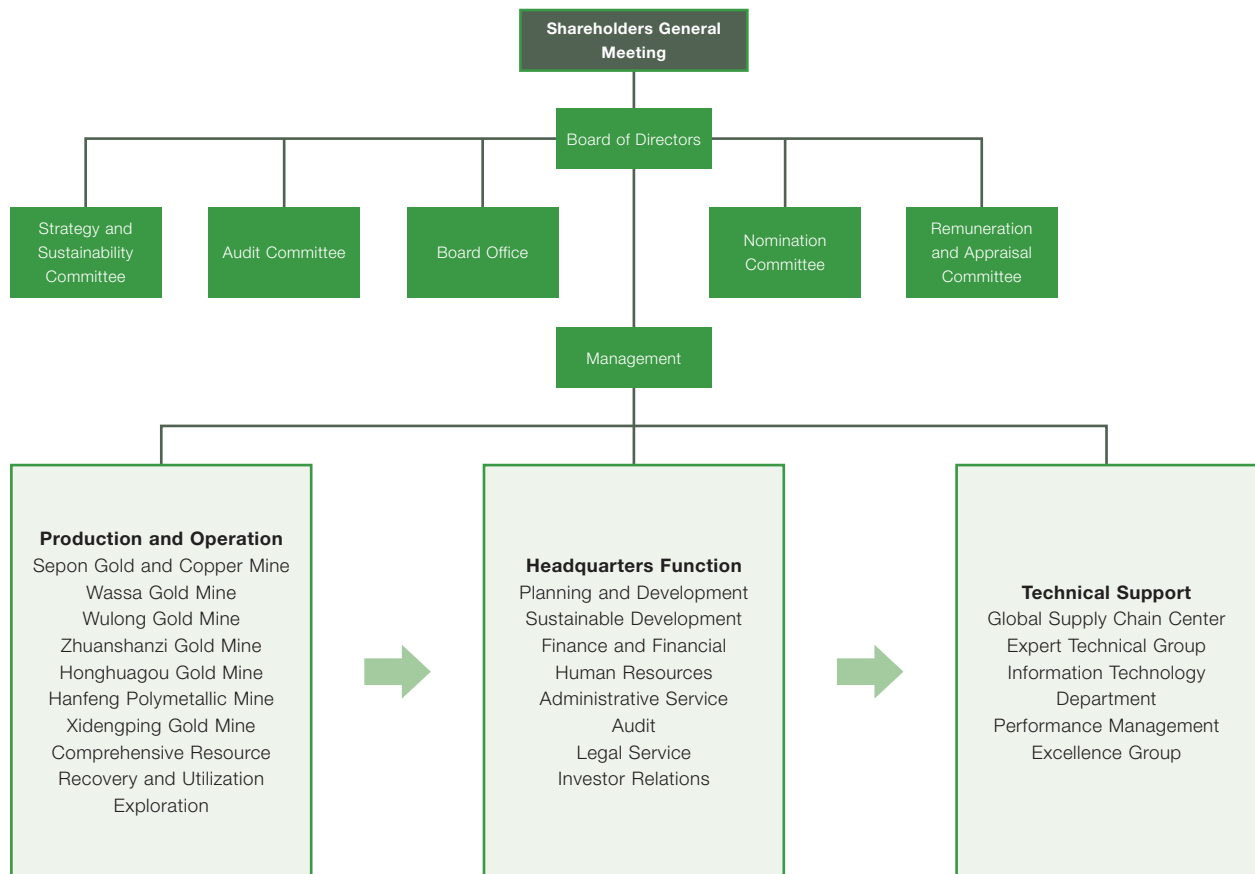 Shareholders General
Meeting
Board of Directors
Strategy and
Sustainability
Committee
Audit Committee
Board Office
Nomination
Committee
Remuneration
and Appraisal
Committee
Management
Production and Operation
Sepon Gold and Copper Mine
Wassa Gold Mine
Wulong Gold Mine
Zhuanshanzi Gold Mine
Honghuagou Gold Mine
Hanfeng Polymetallic Mine
Xidengping Gold Mine
Comprehensive Resource
Recovery and Utilization
Exploration
Headquarters Function
Planning and Development
Sustainable Development
Finance and Financial
Human Resources
Administrative Service
Audit
Legal Service
Investor Relations
Technical Support
Global Supply Chain Center
Expert Technical Group
Information Technology
Department
Performance Management
Excellence Group